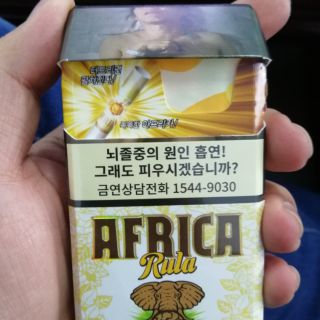 뇌졸중의 원인 흡연!
그래도 피우시겠습니까?
금연상담전화 1544-9030
AFRICA
Rula